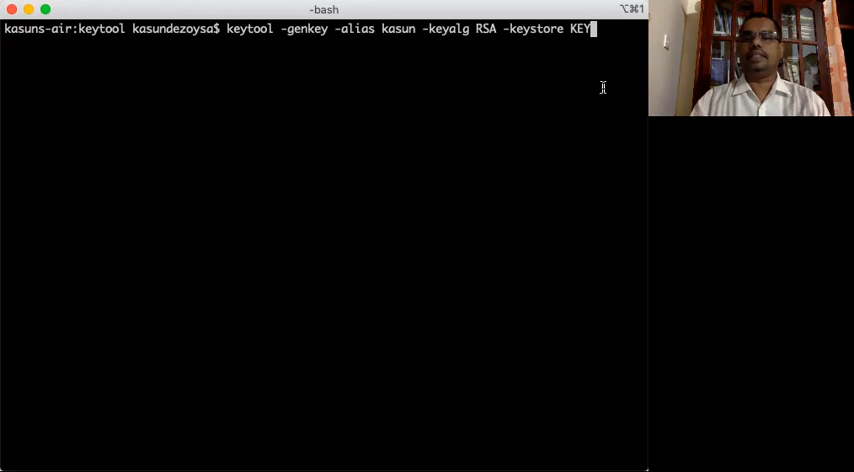 -bash
⌥⌘1
kasuns-air:keytool kasundezoysa$ keytool -genkey -alias kasun -keyalg RSA -keystore KEY